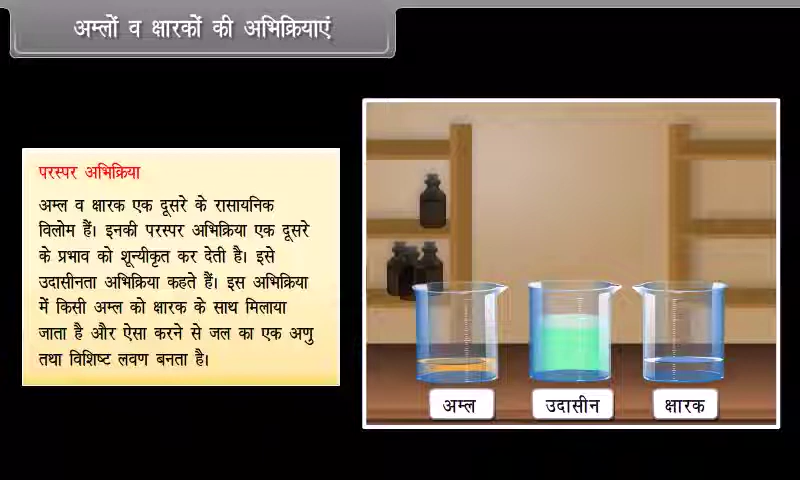 अम्लों व क्षारकों की अभिक्रियाएं
परस्पर अभिक्रिया
अम्ल व क्षारक एक दूसरे के रासायनिक
विलोम हैं। इनकी परस्पर अभिक्रिया एक दूसरे
के प्रभाव को शून्यीकृत कर देती है। इसे
उदासीनता अभिक्रिया कहते हैं। इस अभिक्रिया
में किसी अम्ल को क्षारक के साथ मिलाया
जाता है और ऐसा करने से जल का एक अणु
तथा विशिष्ट लवण बनता है।
अम्ल उदासीन क्षारक